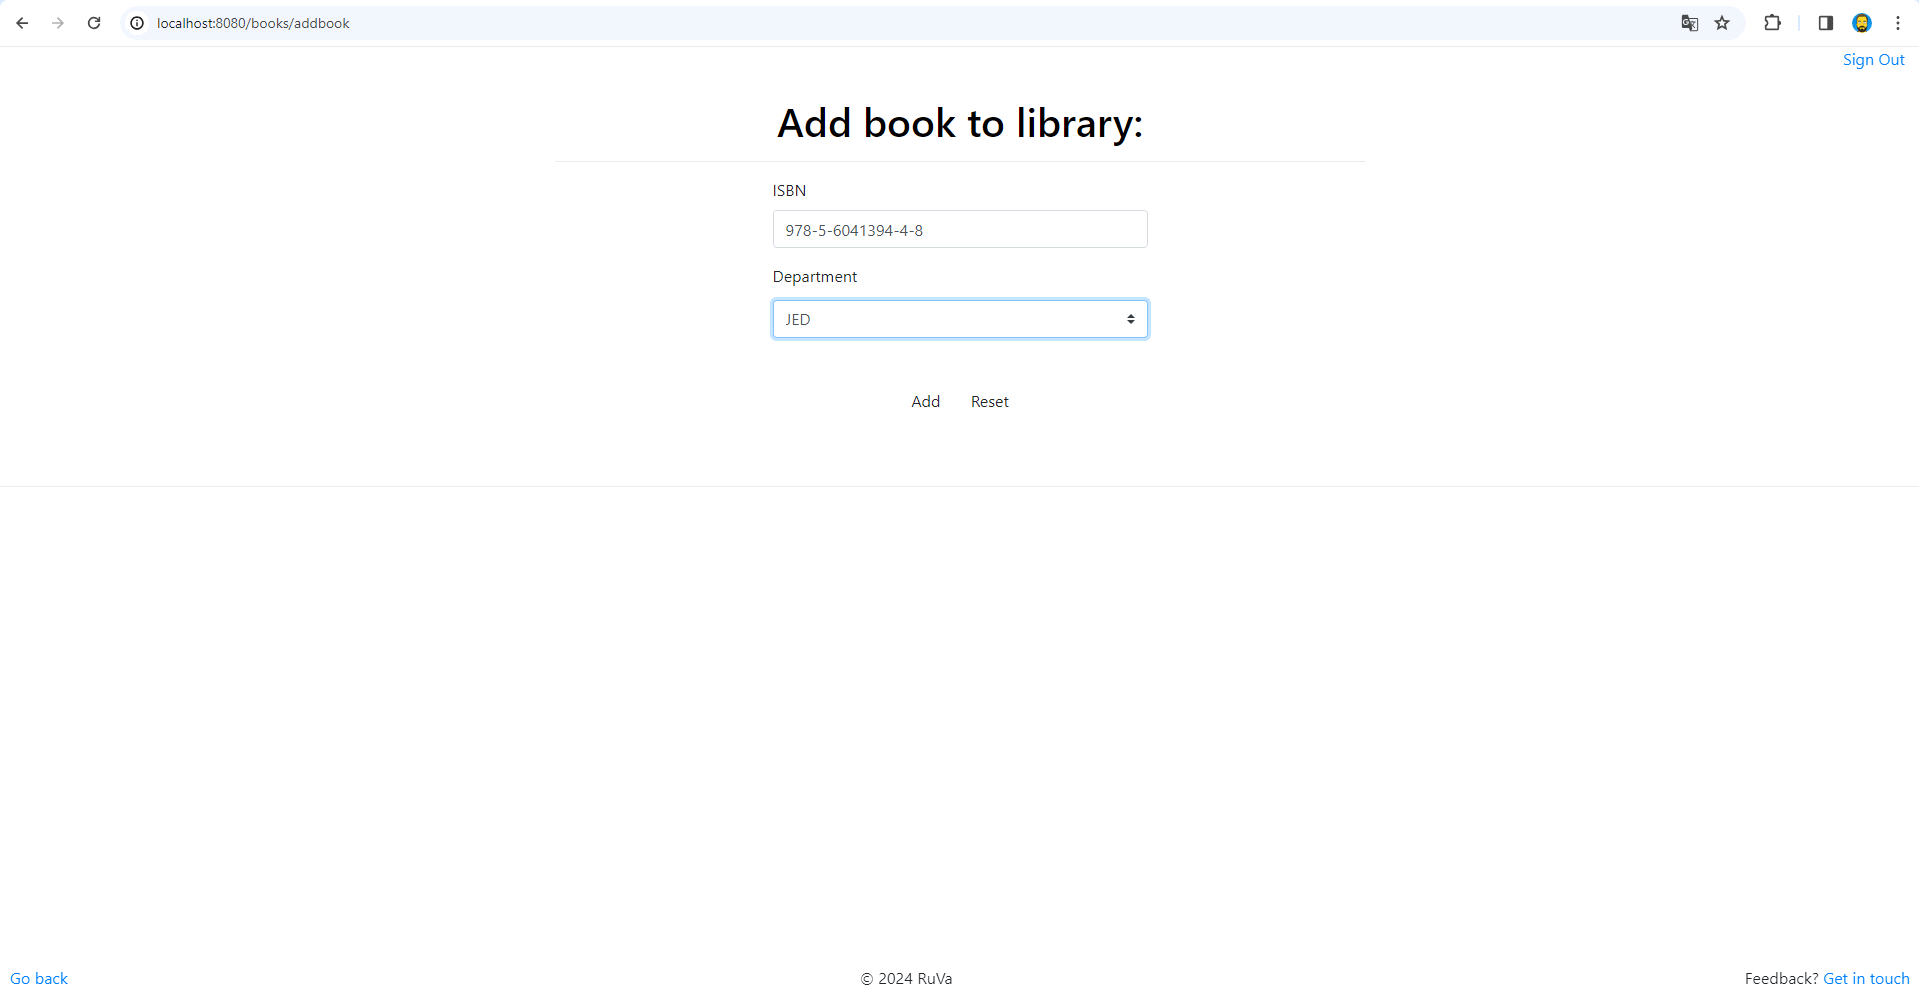 localhost:8080/books/addbook
Sign Out
Add book to library:
ISBN
978-5-6041394-4-8
Department
JED
Add Reset
Go back © 2024 RuVa Feedback? Get in touch